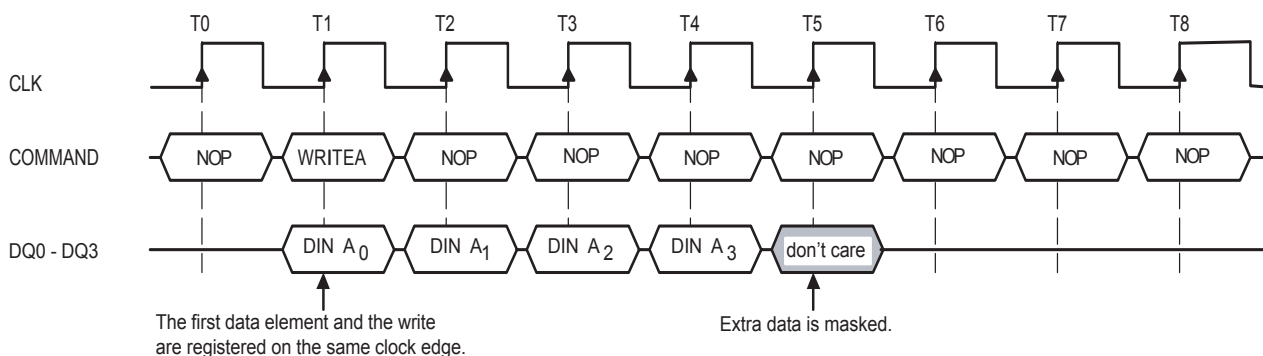 T0 T1 T2 T3 T4 T5 T6 T7 T8
CLK
COMMAND NOP WRITEA NOP NOP NOP NOP NOP NOP NOP
DQ0 - DQ3 DIN A0 DIN A1 DIN A2 DIN A3 don't care
The first data element and the write
are registered on the same clock edge.
Extra data is masked.